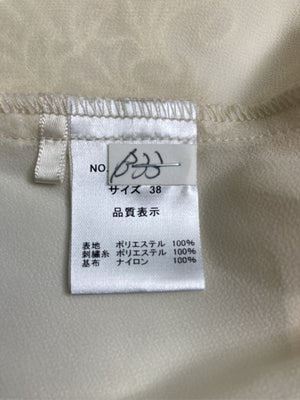 NO.
サイズ 38
品質表示
表地 ポリエステル 100%
刺繍糸 ポリエステル 100%
基布 ナイロン 100%